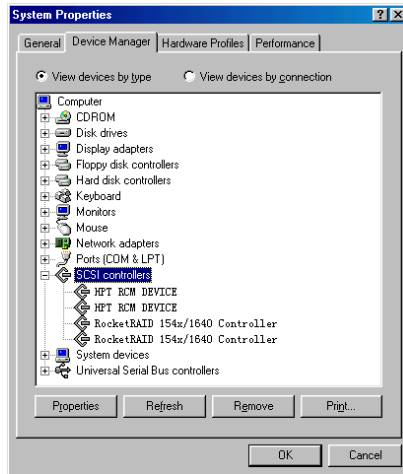 System Properties
General Device Manager Hardware Profiles Performance
View devices by type View devices by connection
Computer
CDROM
Disk drives
Display adapters
Floppy disk controllers
Hard disk controllers
Keyboard
Monitors
Mouse
Network adapters
Ports (COM & LPT)
SCSI controllers
HPT RCM DEVICE
HPT RCM DEVICE
RocketRAID 154x/1640 Controller
RocketRAID 154x/1640 Controller
System devices
Universal Serial Bus controllers
Properties Refresh Remove Print...
OK Cancel